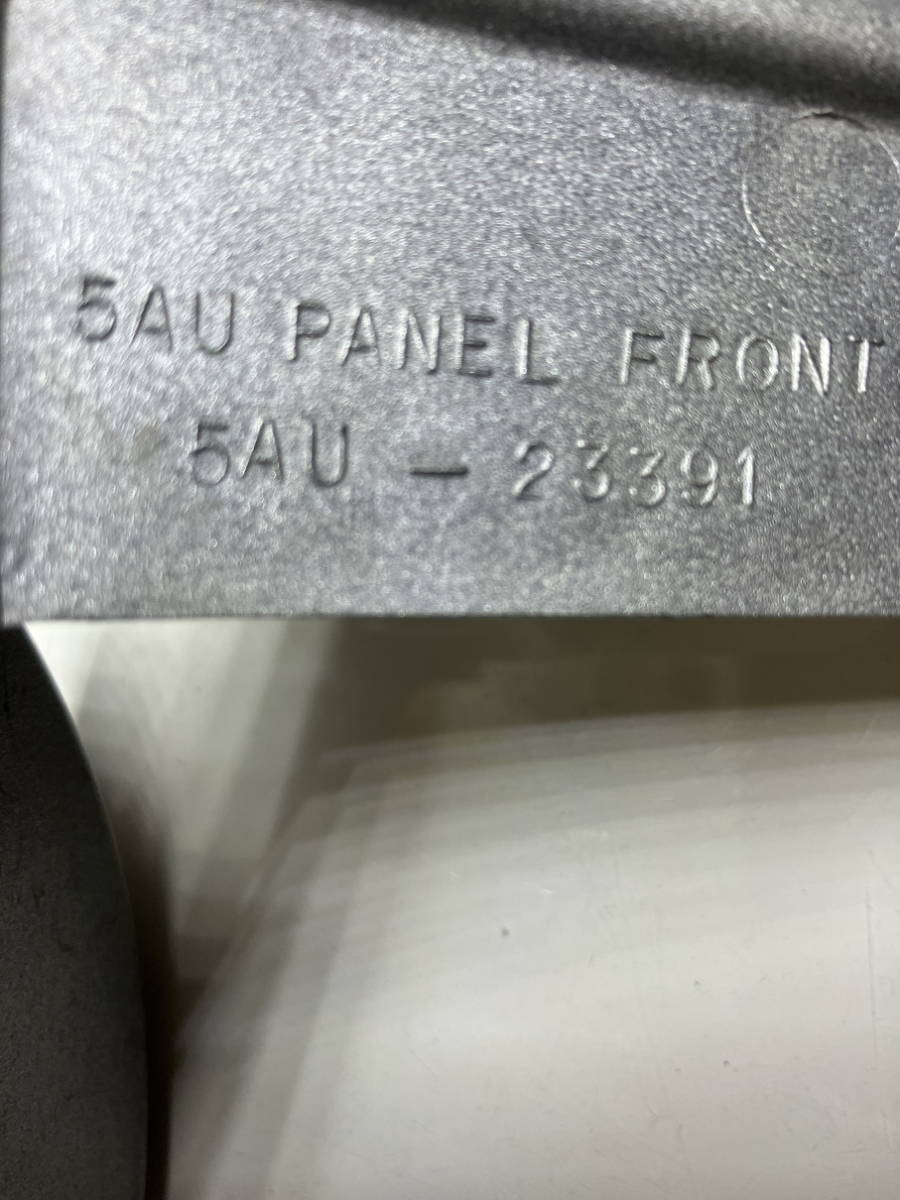 5AU PANEL FRONT
5AU - 23391